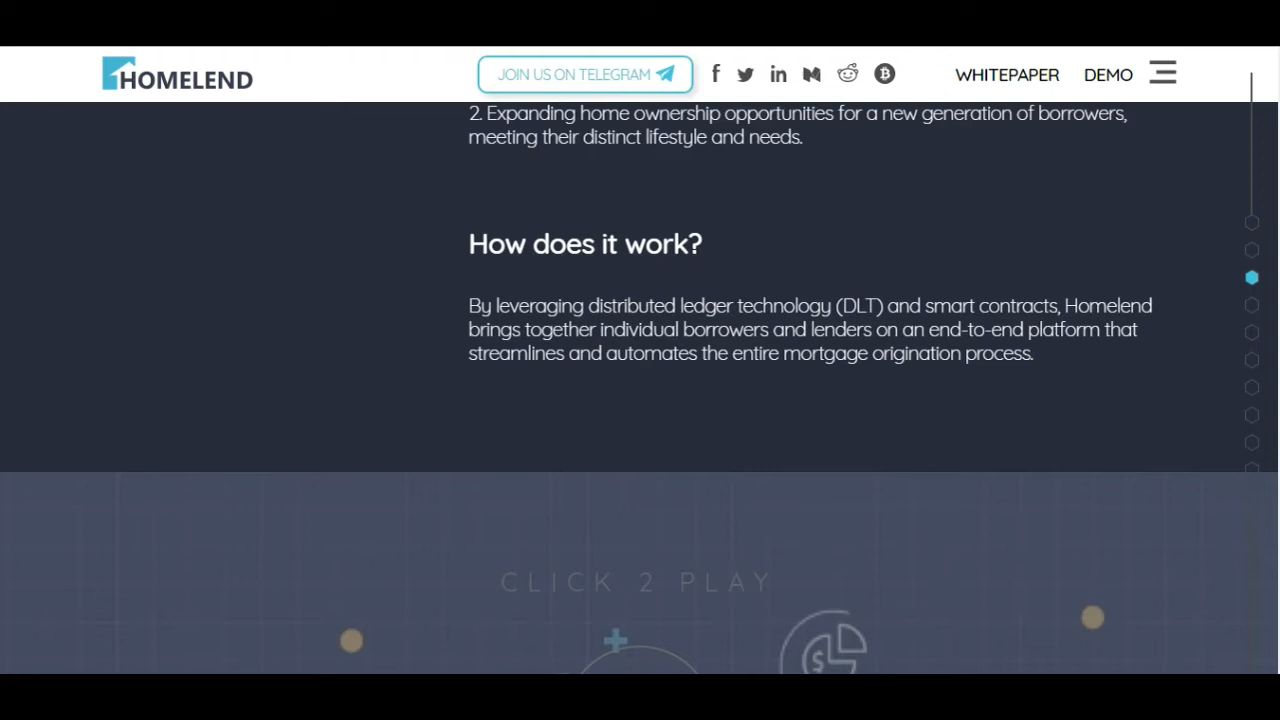 HOMELEND
JOIN US ON TELEGRAM
WHITEPAPER
DEMO
2. Expanding home ownership opportunities for a new generation of borrowers,
meeting their distinct lifestyle and needs.
How does it work?
By leveraging distributed ledger technology (DLT) and smart contracts, Homelend
brings together individual borrowers and lenders on an end-to-end platform that
streamlines and automates the entire mortgage origination process.
CLICK 2 PLAY